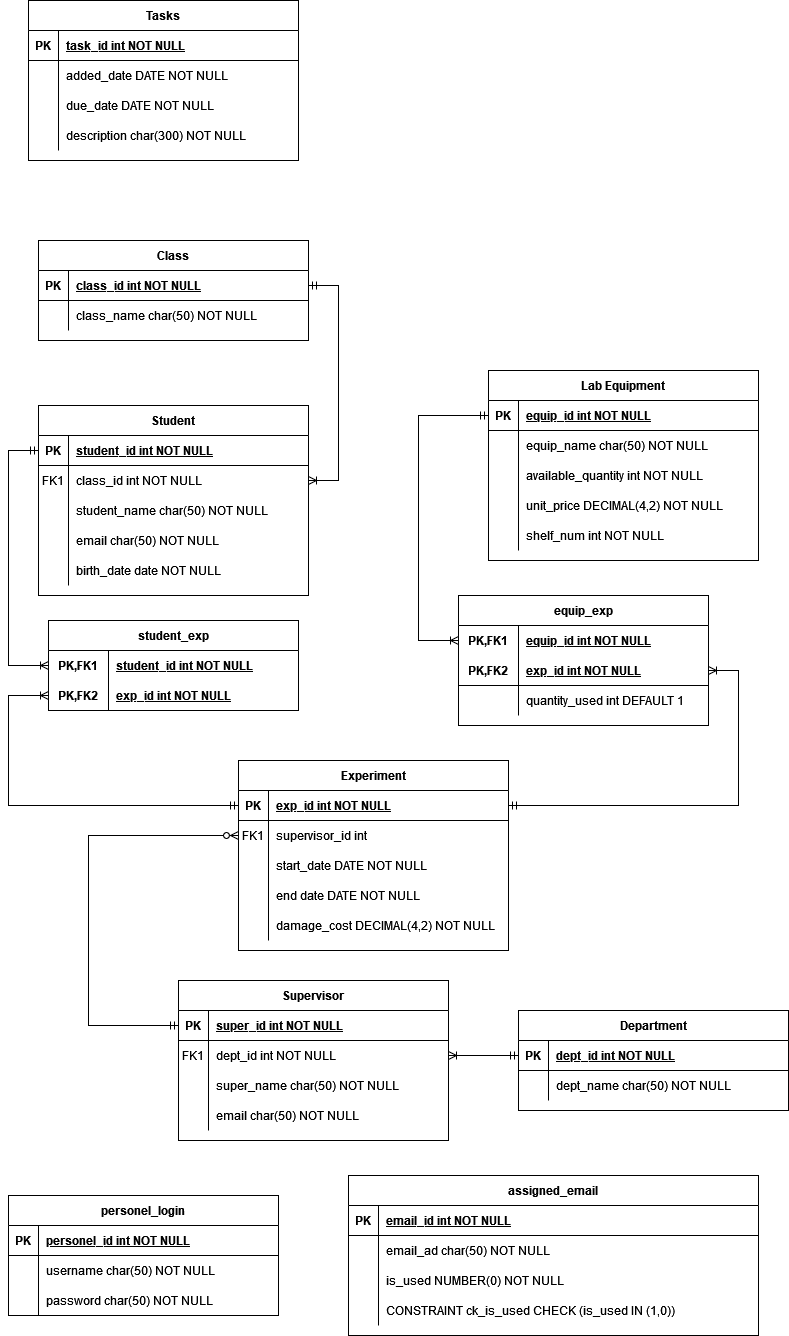 Tasks
PK task_id int NOT NULL
added_date DATE NOT NULL
due_date DATE NOT NULL
description char(300) NOT NULL
Class
PK class_id int NOT NULL
class_name char(50) NOT NULL
Student
PK student_id int NOT NULL
FK1 class_id int NOT NULL
student_name char(50) NOT NULL
email char(50) NOT NULL
birth_date date NOT NULL
Lab Equipment
PK equip_id int NOT NULL
equip_name char(50) NOT NULL
available_quantity int NOT NULL
unit_price DECIMAL(4,2) NOT NULL
shelf_num int NOT NULL
student_exp
PK,FK1 student_id int NOT NULL
PK,FK2 exp_id int NOT NULL
equip_exp
PK,FK1 equip_id int NOT NULL
PK,FK2 exp_id int NOT NULL
quantity_used int DEFAULT 1
Experiment
PK exp_id int NOT NULL
FK1 supervisor_id int
start_date DATE NOT NULL
end date DATE NOT NULL
damage_cost DECIMAL(4,2) NOT NULL
Supervisor
PK super_id int NOT NULL
FK1 dept_id int NOT NULL
super_name char(50) NOT NULL
email char(50) NOT NULL
Department
PK dept_id int NOT NULL
dept_name char(50) NOT NULL
personel_login
PK personel_id int NOT NULL
username char(50) NOT NULL
password char(50) NOT NULL
assigned_email
PK email_id int NOT NULL
email_ad char(50) NOT NULL
is_used NUMBER(0) NOT NULL
CONSTRAINT ck_is_used CHECK (is_used IN (1,0))